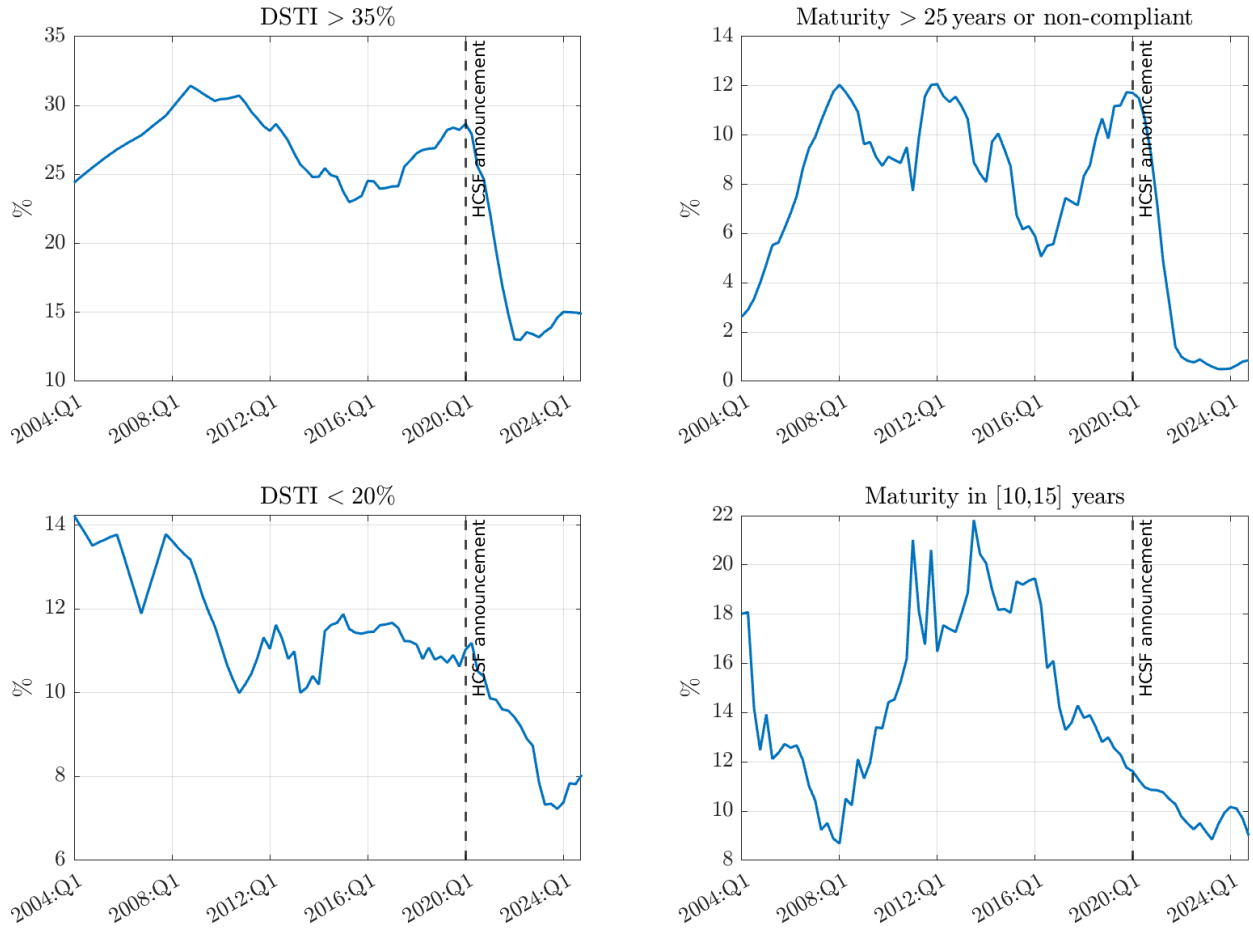 DSTI > 35%
35
30
25
20
15
10
%
HCSF announcement
2004:Q1
2008:Q1
2012:Q1
2016:Q1
2020:Q1
2024:Q1
Maturity > 25 years or non-compliant
14
12
10
8
6
4
2
0
%
HCSF announcement
2004:Q1
2008:Q1
2012:Q1
2016:Q1
2020:Q1
2024:Q1
DSTI < 20%
14
12
10
8
6
%
HCSF announcement
2004:Q1
2008:Q1
2012:Q1
2016:Q1
2020:Q1
2024:Q1
Maturity in [10,15] years
22
20
18
16
14
12
10
8
%
HCSF announcement
2004:Q1
2008:Q1
2012:Q1
2016:Q1
2020:Q1
2024:Q1